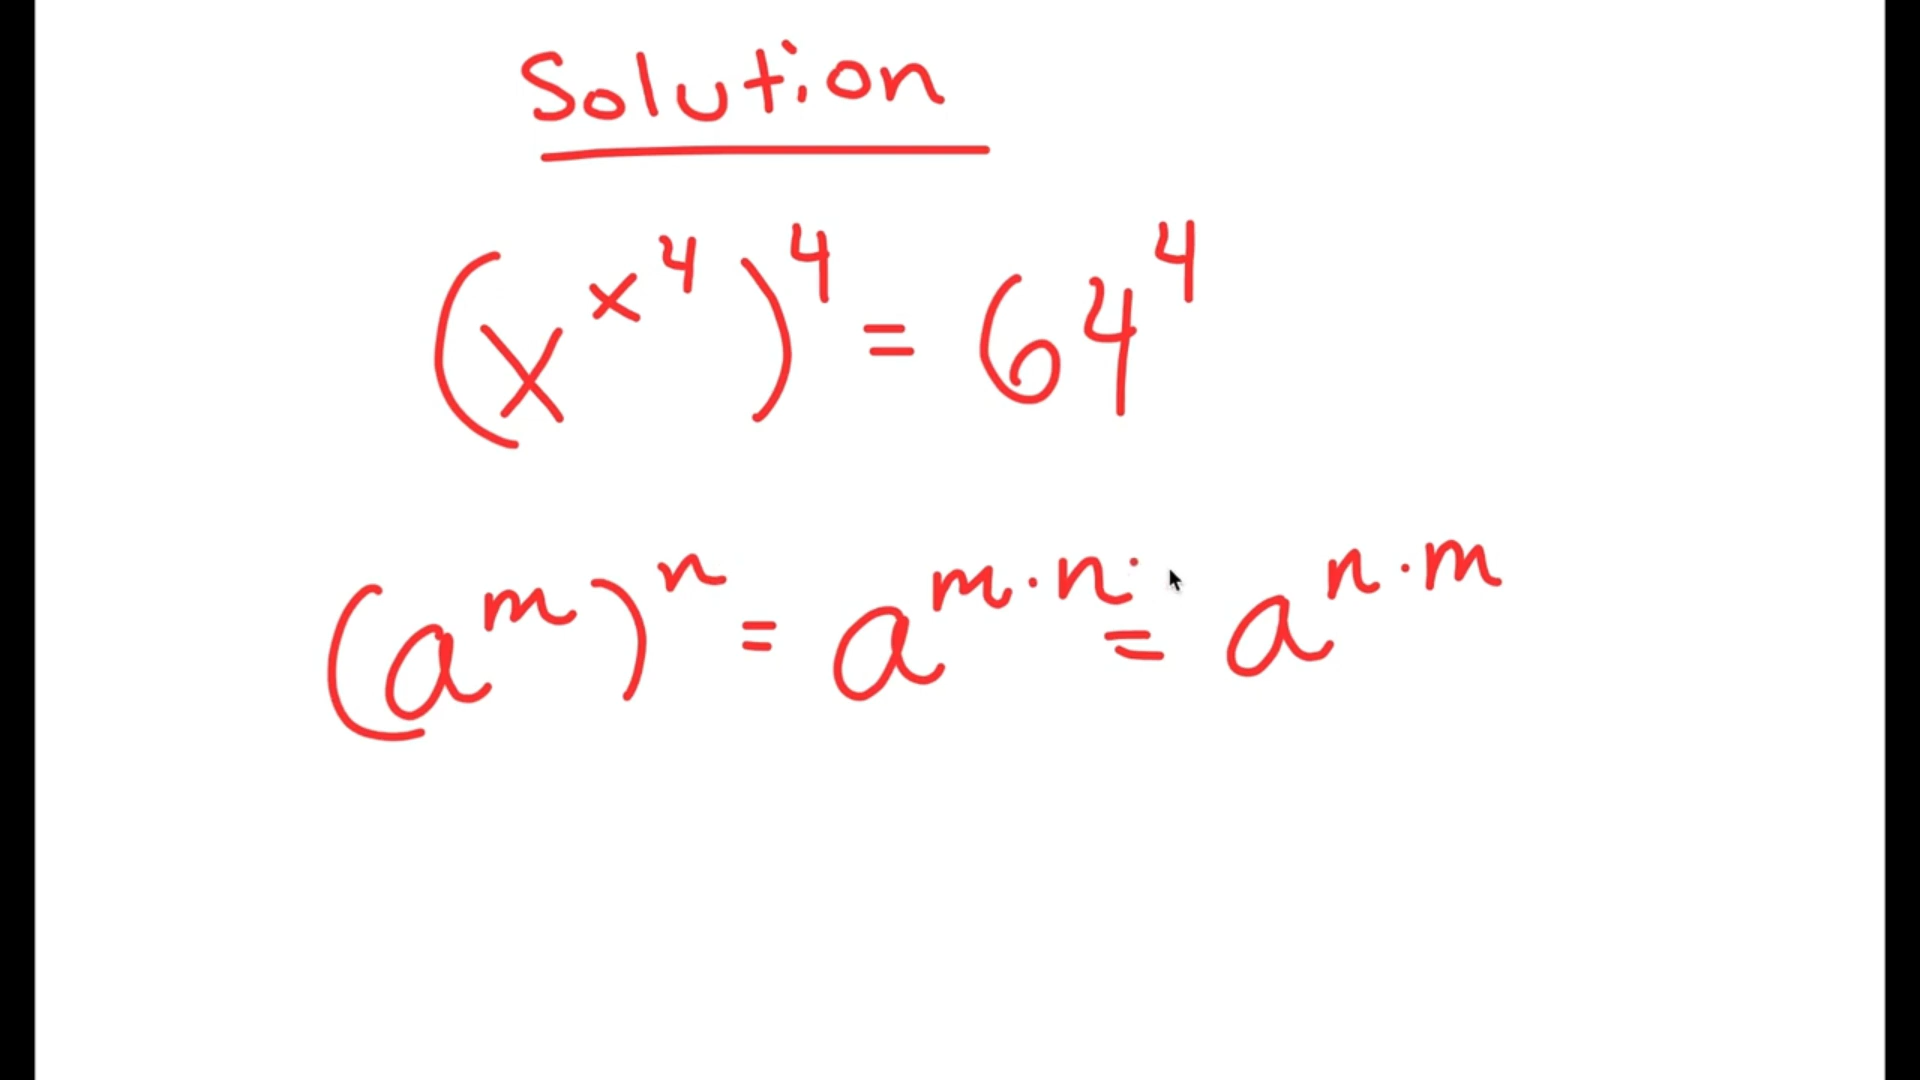 Solution
(x^x^4)^4 = 64^4
(a^m)^n = a^m·n = a^n·m